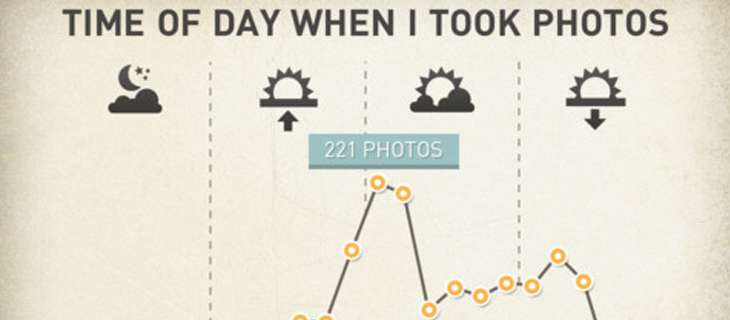 TIME OF DAY WHEN I TOOK PHOTOS
221 PHOTOS